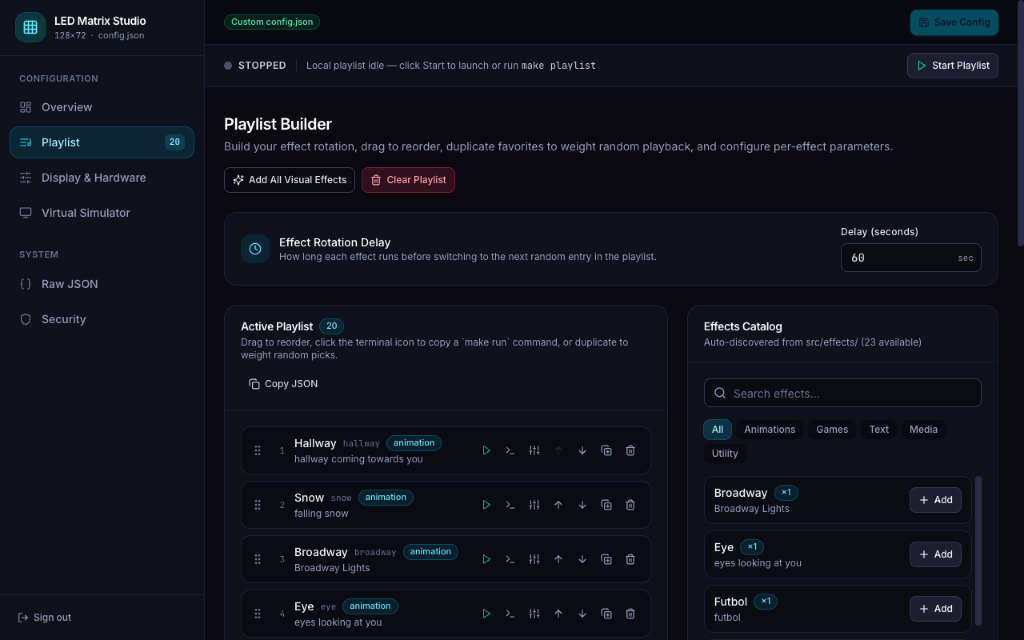 LED Matrix Studio
128×72 · config.json
CONFIGURATION
Overview
Playlist 20
Display & Hardware
Virtual Simulator
SYSTEM
Raw JSON
Security
Sign out
Custom config.json
Save Config
STOPPED Local playlist idle — click Start to launch or run make playlist
Start Playlist
Playlist Builder
Build your effect rotation, drag to reorder, duplicate favorites to weight random playback, and configure per-effect parameters.
Add All Visual Effects
Clear Playlist
Effect Rotation Delay
How long each effect runs before switching to the next random entry in the playlist.
Delay (seconds)
60 sec
Active Playlist 20
Drag to reorder, click the terminal icon to copy a `make run` command, or duplicate to
weight random picks.
Copy JSON
1 Hallway hallway animation
hallway coming towards you
2 Snow snow animation
falling snow
3 Broadway broadway animation
Broadway Lights
4 Eye eye animation
eyes looking at you
Effects Catalog
Auto-discovered from src/effects/ (23 available)
Search effects...
All Animations Games Text Media
Utility
Broadway ×1
Broadway Lights
Add
Eye ×1
eyes looking at you
Add
Futbol ×1
futbol
Add